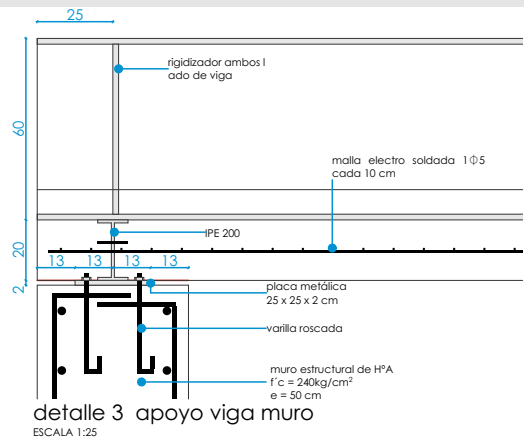 25
rigidizador ambos l
ado de viga
60
malla electro soldada 1Φ5
cada 10 cm
IPE 200
20
13 13 13 13
2
placa metálica
25 x 25 x 2 cm
varilla roscada
muro estructural de HºA
f´c = 240kg/cm²
e = 50 cm
detalle 3 apoyo viga muro
ESCALA 1:25